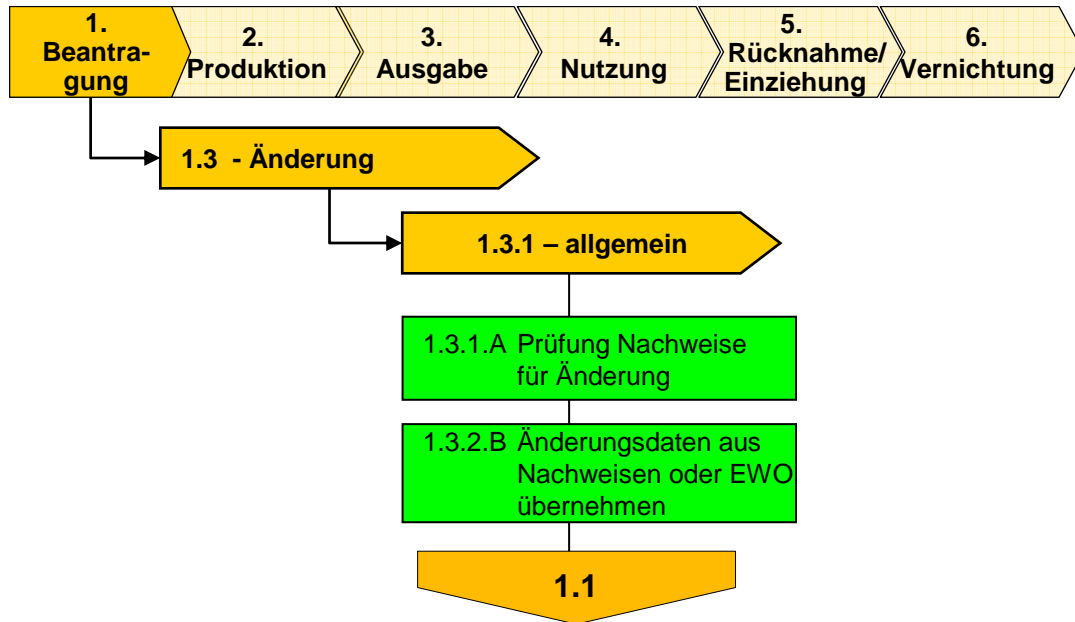 1.
Beantra-
gung
2.
Produktion
3.
Ausgabe
4.
Nutzung
5.
Rücknahme/
Einziehung
6.
Vernichtung
1.3 - Änderung
1.3.1 – allgemein
1.3.1.A Prüfung Nachweise
für Änderung
1.3.2.B Änderungsdaten aus
Nachweisen oder EWO
übernehmen
1.1